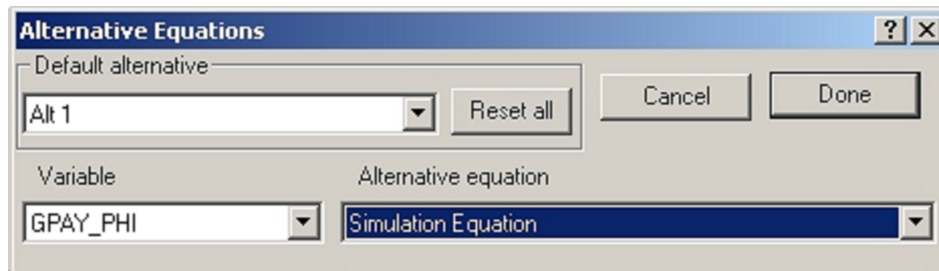 Alternative Equations
Default alternative
Alt 1
Reset all
Cancel
Done
Variable
Alternative equation
GPAY_PHI
Simulation Equation